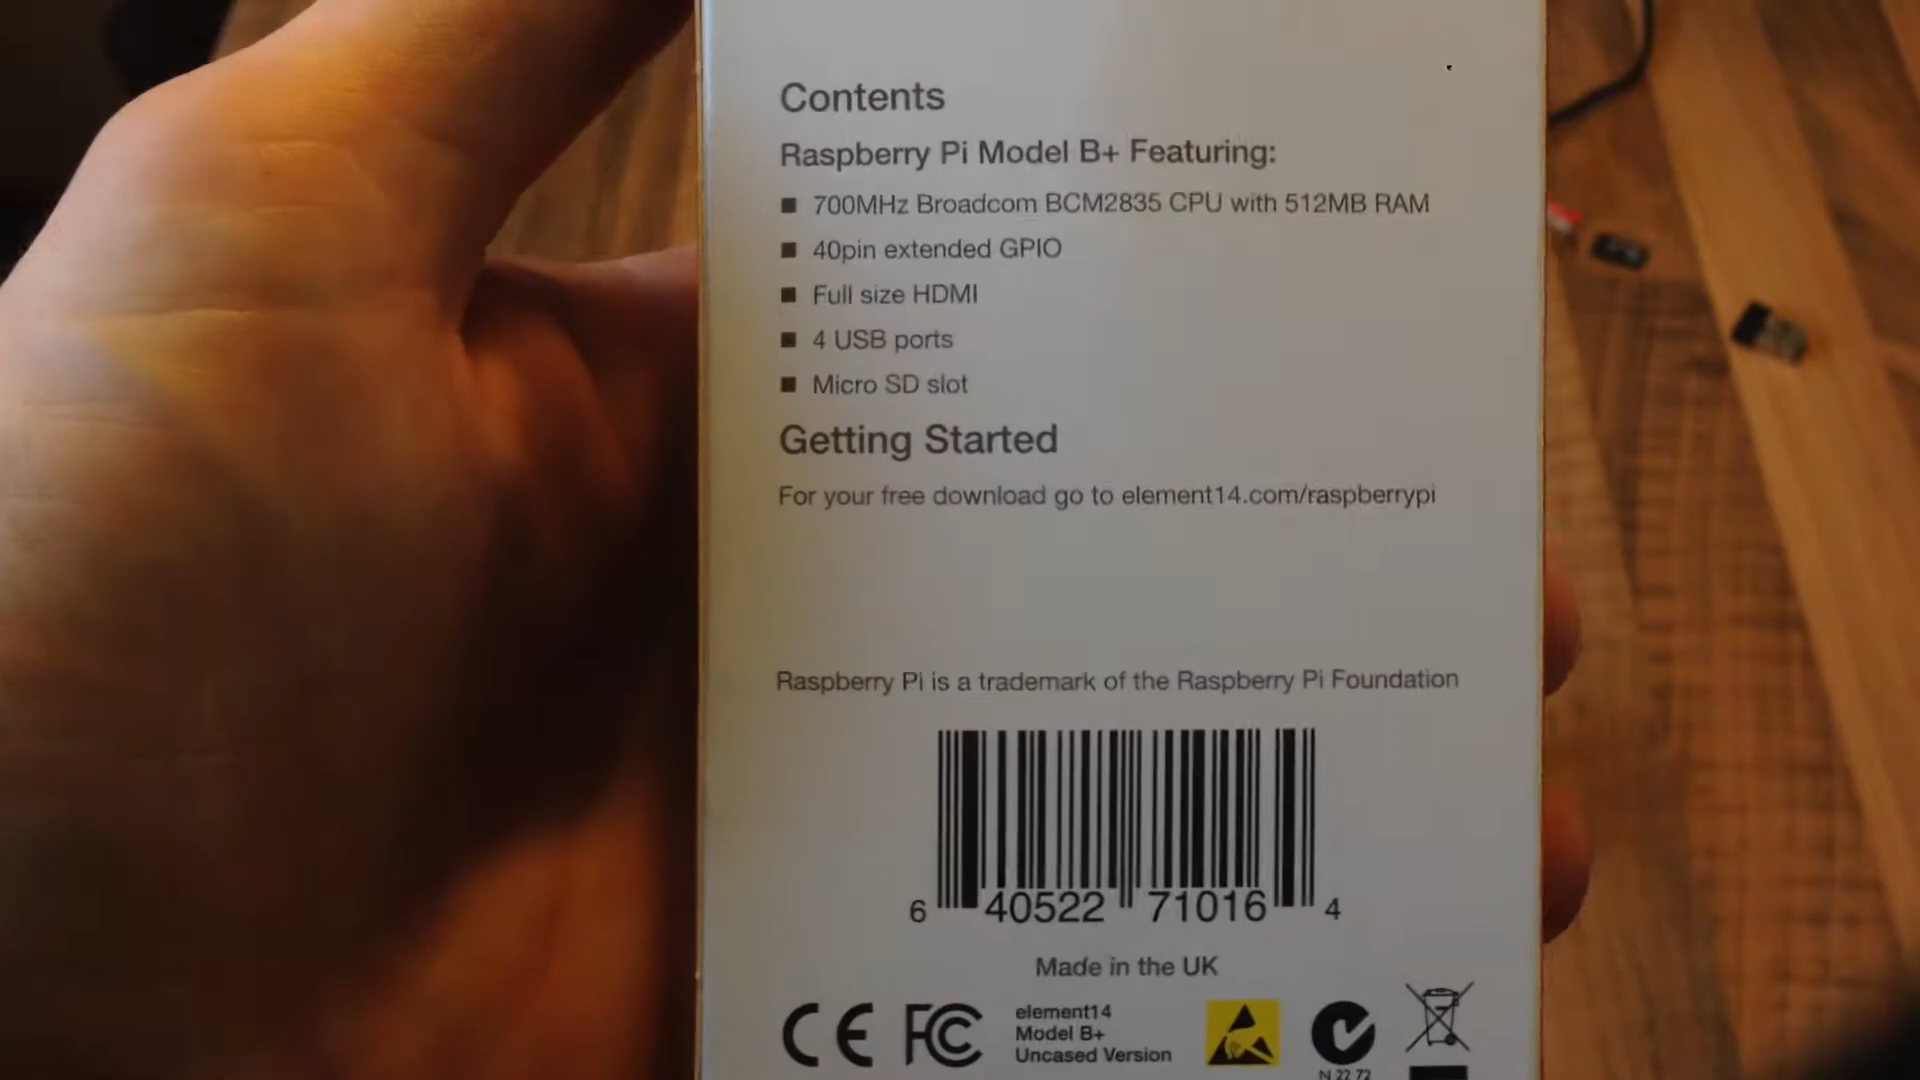 Contents
Raspberry Pi Model B+ Featuring:
■ 700MHz Broadcom BCM2835 CPU with 512MB RAM
■ 40pin extended GPIO
■ Full size HDMI
■ 4 USB ports
■ Micro SD slot
Getting Started
For your free download go to element14.com/raspberrypi
Raspberry Pi is a trademark of the Raspberry Pi Foundation
6 40522 71016 4
Made in the UK
CE FC
element14
Model B+
Uncased Version
N 22 72